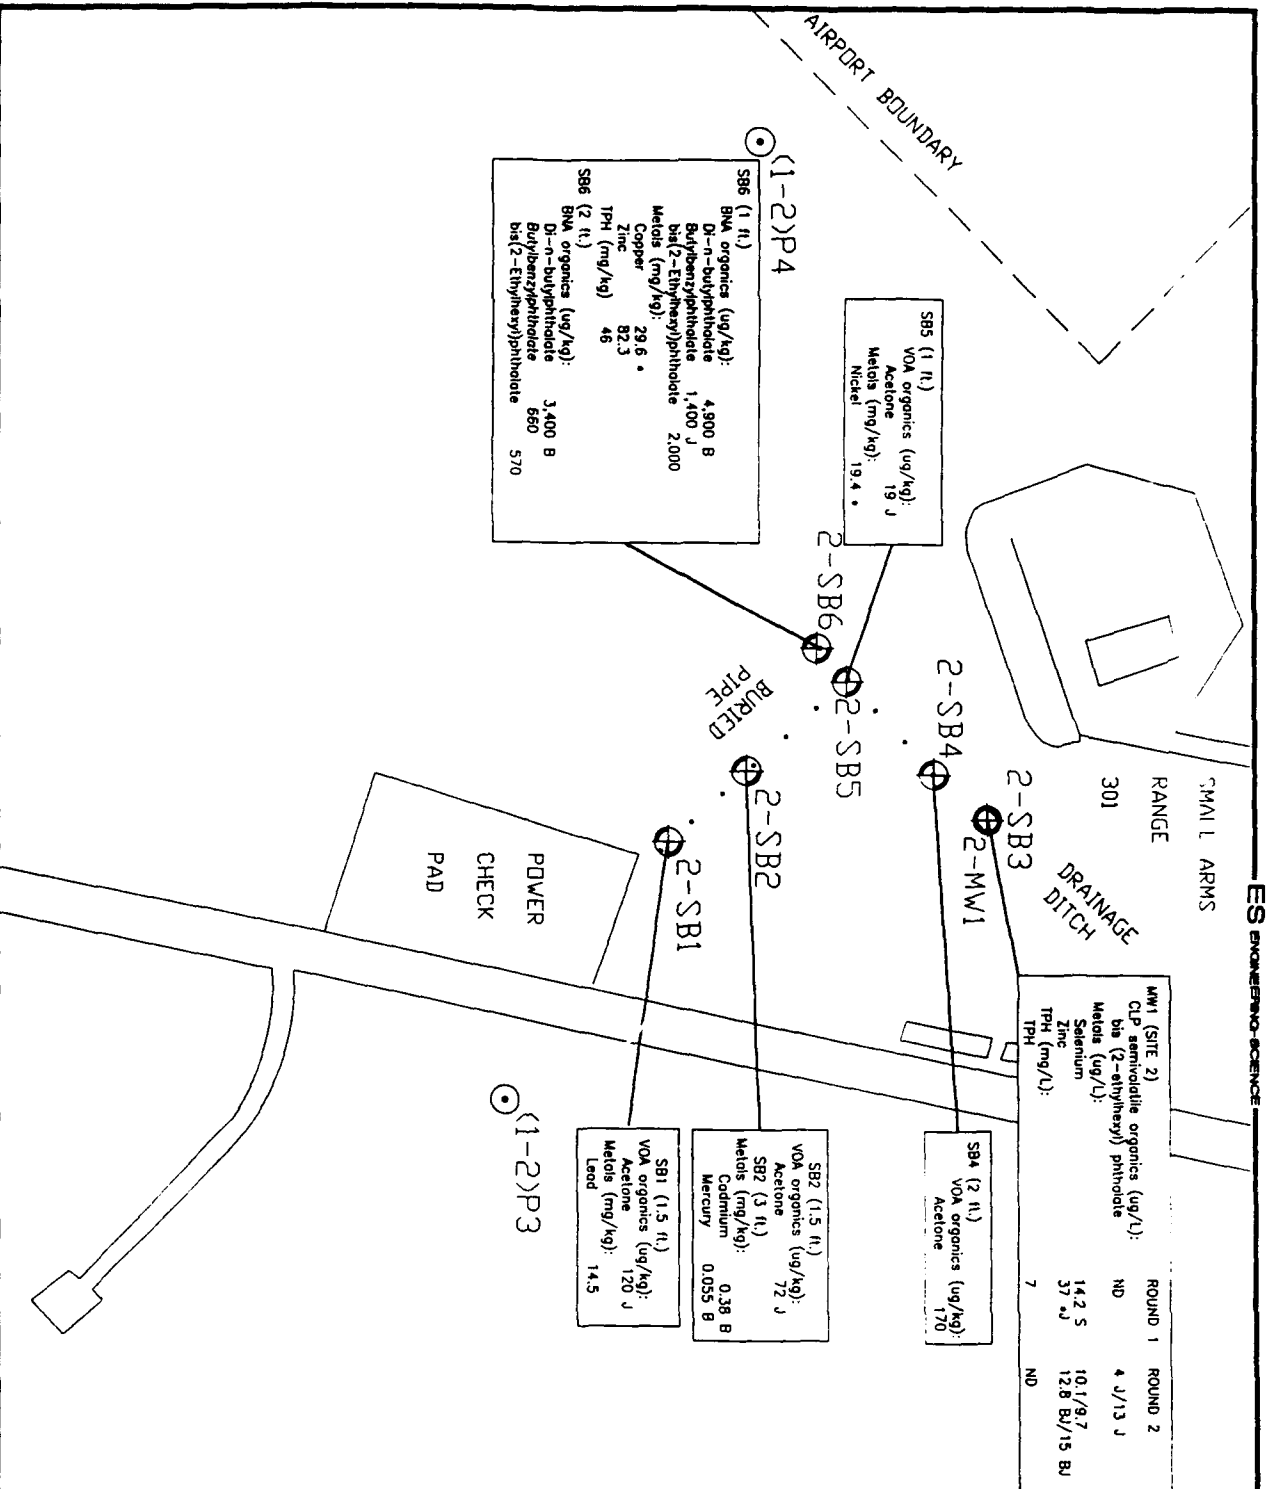 ES ENGINEERING-SCIENCE
AIRPORT BOUNDARY
SMALL ARMS
RANGE
301
DRAINAGE
DITCH
MW1 (SITE 2) ROUND 1 ROUND 2
CLP semivolatile organics (ug/L):
bis (2-ethylhexyl) phthalate ND 4 J/13 J
Metals (ug/L):
Selenium 14.2 S 10.1/9.7
Zinc 37 *J 12.8 BJ/15 BJ
TPH (mg/L):
TPH 7 ND
2-SB3
2-MW1
2-SB4
SB4 (2 ft.)
VOA organics (ug/kg):
Acetone 170
SB5 (1 ft.)
VOA organics (ug/kg):
Acetone 19 J
Metals (mg/kg):
Nickel 19.4 *
2-SB5
2-SB6
(1-2)P4
SB6 (1 ft.)
BNA organics (ug/kg):
Di-n-butylphthalate 4,900 B
Butylbenzylphthalate 1,400 J
bis(2-Ethylhexyl)phthalate 2,000
Metals (mg/kg):
Copper 29.6 *
Zinc 82.3
TPH (mg/kg) 46
SB6 (2 ft.)
BNA organics (ug/kg):
Di-n-butylphthalate 3,400 B
Butylbenzylphthalate 660
bis(2-Ethylhexyl)phthalate 570
BURIED
PIPE
2-SB2
SB2 (1.5 ft.)
VOA organics (ug/kg):
Acetone 72 J
SB2 (3 ft.)
Metals (mg/kg):
Cadmium 0.38 B
Mercury 0.055 B
2-SB1
SB1 (1.5 ft.)
VOA organics (ug/kg):
Acetone 120 J
Metals (mg/kg):
Lead 14.5
POWER
CHECK
PAD
(1-2)P3